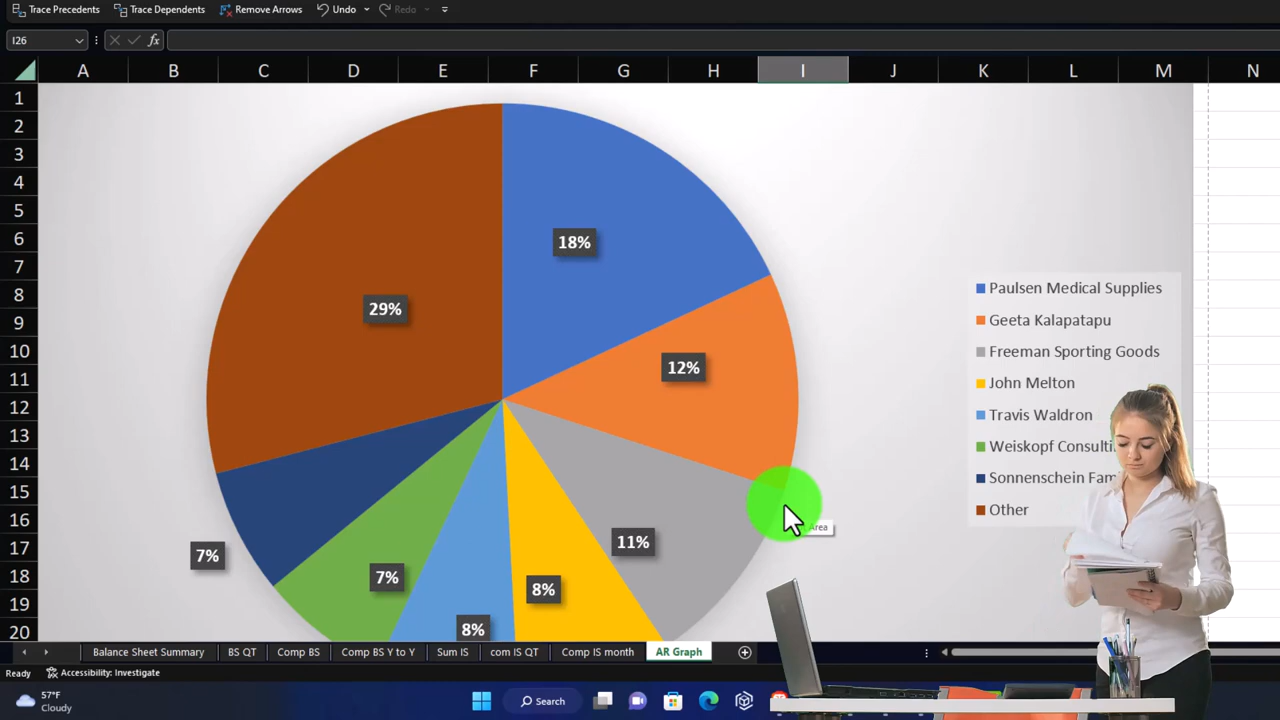 Trace Precedents Trace Dependents Remove Arrows Undo Redo
I26 fx
A B C D E F G H I J K L M N
1
2
3
4
5
6
7
8
9
10
11
12
13
14
15
16
17
18
19
20
18%
29%
12%
11%
7%
7%
8%
8%
Area
Paulsen Medical Supplies
Geeta Kalapatapu
Freeman Sporting Goods
John Melton
Travis Waldron
Weiskopf
Sonnenschein
Other
Balance Sheet Summary BS QT Comp BS Comp BS Y to Y Sum IS com IS QT Comp IS month AR Graph
Ready Accessibility: Investigate
57°F
Cloudy
Search